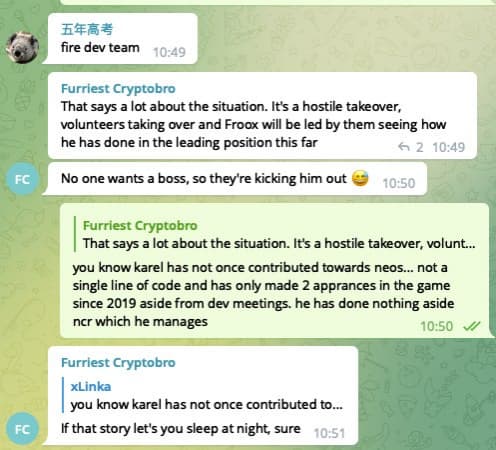 五年高考
fire dev team 10:49
Furriest Cryptobro
That says a lot about the situation. It's a hostile takeover,
volunteers taking over and Froox will be led by them seeing how
he has done in the leading position this far 2 10:49
FC
No one wants a boss, so they're kicking him out 😅 10:50
Furriest Cryptobro
That says a lot about the situation. It's a hostile takeover, volunt...
you know karel has not once contributed towards neos... not a
single line of code and has only made 2 apprances in the game
since 2019 aside from dev meetings. he has done nothing aside
ncr which he manages
10:50
Furriest Cryptobro
xLinka
you know karel has not once contributed to...
FC
If that story let's you sleep at night, sure 10:51